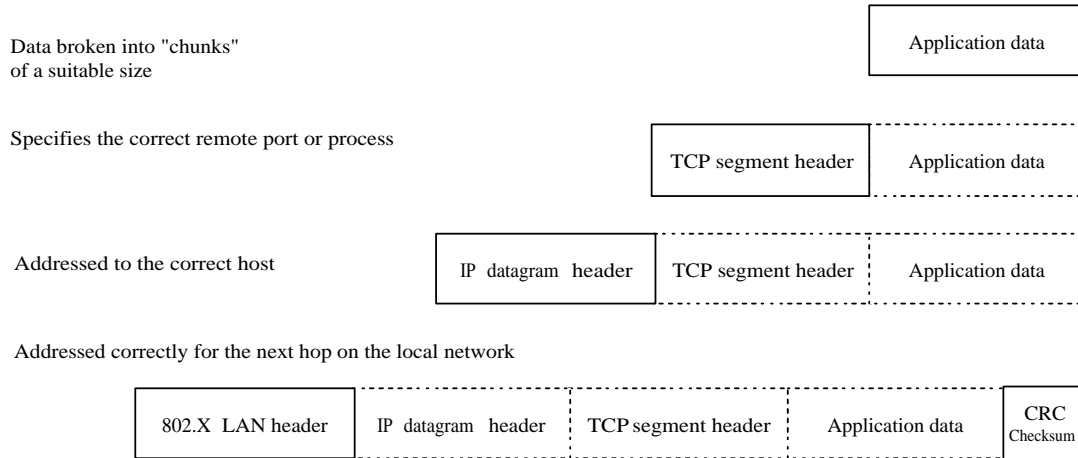 Data broken into "chunks"
of a suitable size
Application data
Specifies the correct remote port or process
TCP segment header
Application data
Addressed to the correct host
IP datagram header
TCP segment header
Application data
Addressed correctly for the next hop on the local network
802.X LAN header
IP datagram header
TCP segment header
Application data
CRC
Checksum